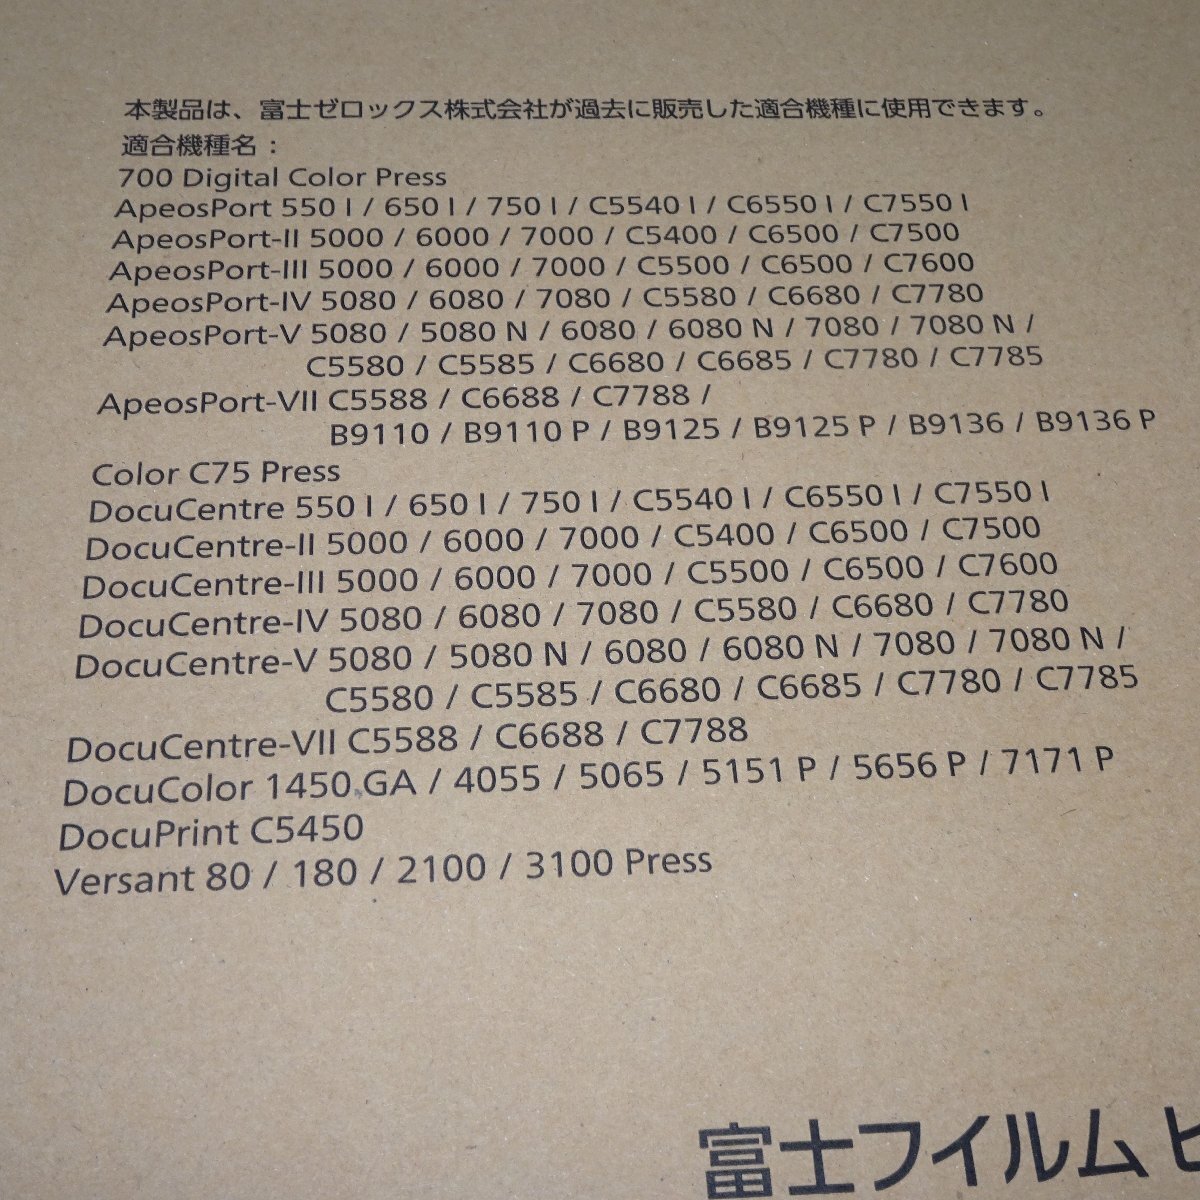 本製品は、富士ゼロックス株式会社が過去に販売した適合機種に使用できます。
適合機種名：
700 Digital Color Press
ApeosPort 550 I / 650 I / 750 I / C5540 I / C6550 I / C7550 I
ApeosPort-II 5000 / 6000 / 7000 / C5400 / C6500 / C7500
ApeosPort-III 5000 / 6000 / 7000 / C5500 / C6500 / C7600
ApeosPort-IV 5080 / 6080 / 7080 / C5580 / C6680 / C7780
ApeosPort-V 5080 / 5080 N / 6080 / 6080 N / 7080 / 7080 N /
C5580 / C5585 / C6680 / C6685 / C7780 / C7785
ApeosPort-VII C5588 / C6688 / C7788 /
B9110 / B9110 P / B9125 / B9125 P / B9136 / B9136 P
Color C75 Press
DocuCentre 550 I / 650 I / 750 I / C5540 I / C6550 I / C7550 I
DocuCentre-II 5000 / 6000 / 7000 / C5400 / C6500 / C7500
DocuCentre-III 5000 / 6000 / 7000 / C5500 / C6500 / C7600
DocuCentre-IV 5080 / 6080 / 7080 / C5580 / C6680 / C7780
DocuCentre-V 5080 / 5080 N / 6080 / 6080 N / 7080 / 7080 N /
C5580 / C5585 / C6680 / C6685 / C7780 / C7785
DocuCentre-VII C5588 / C6688 / C7788
DocuColor 1450 GA / 4055 / 5065 / 5151 P / 5656 P / 7171 P
DocuPrint C5450
Versant 80 / 180 / 2100 / 3100 Press
富士フイルム